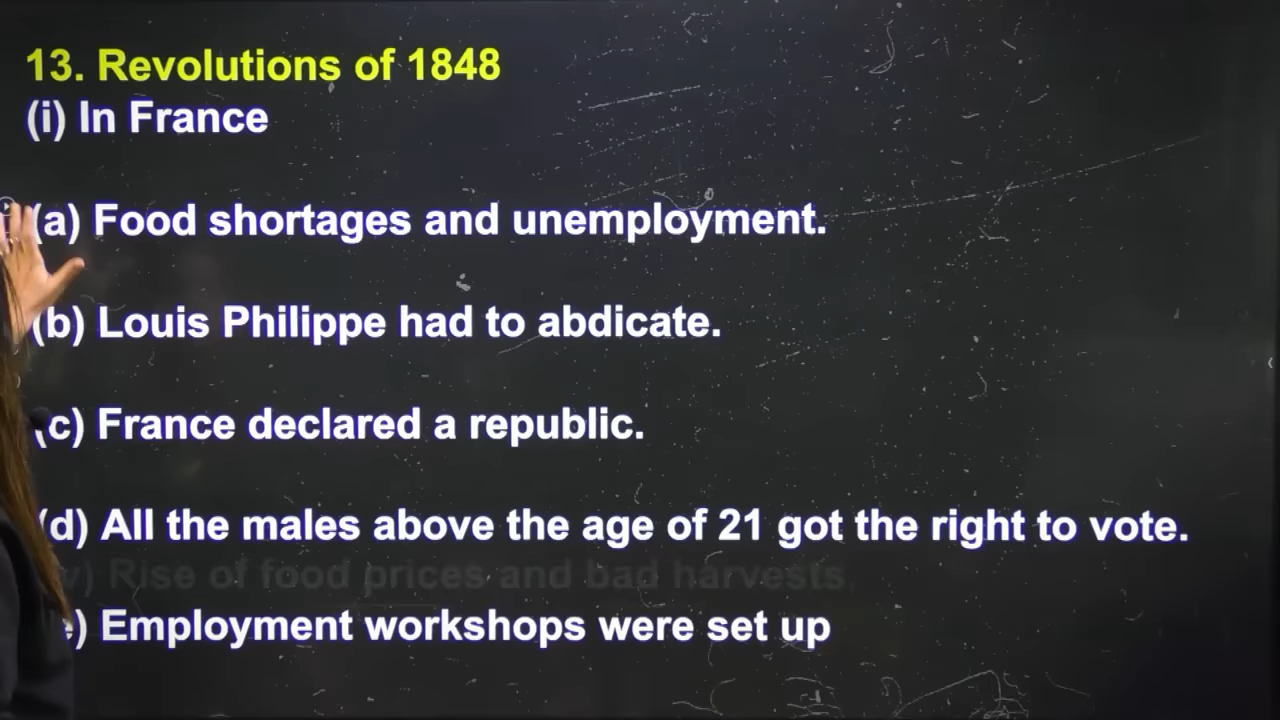 13. Revolutions of 1848
(i) In France
(a) Food shortages and unemployment.
(b) Louis Philippe had to abdicate.
(c) France declared a republic.
(d) All the males above the age of 21 got the right to vote.
v) Rise of food prices and bad harvests.
e) Employment workshops were set up